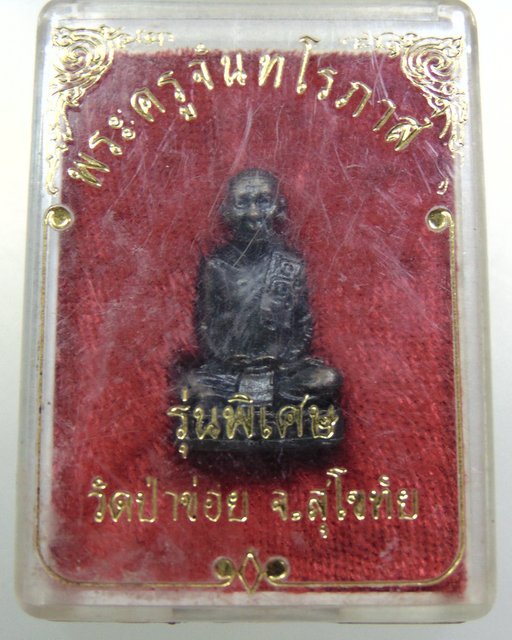 พระครูจันทโรภาส
รุ่นพิเศษ
วัดป่าข่อย จ.สุโขทัย